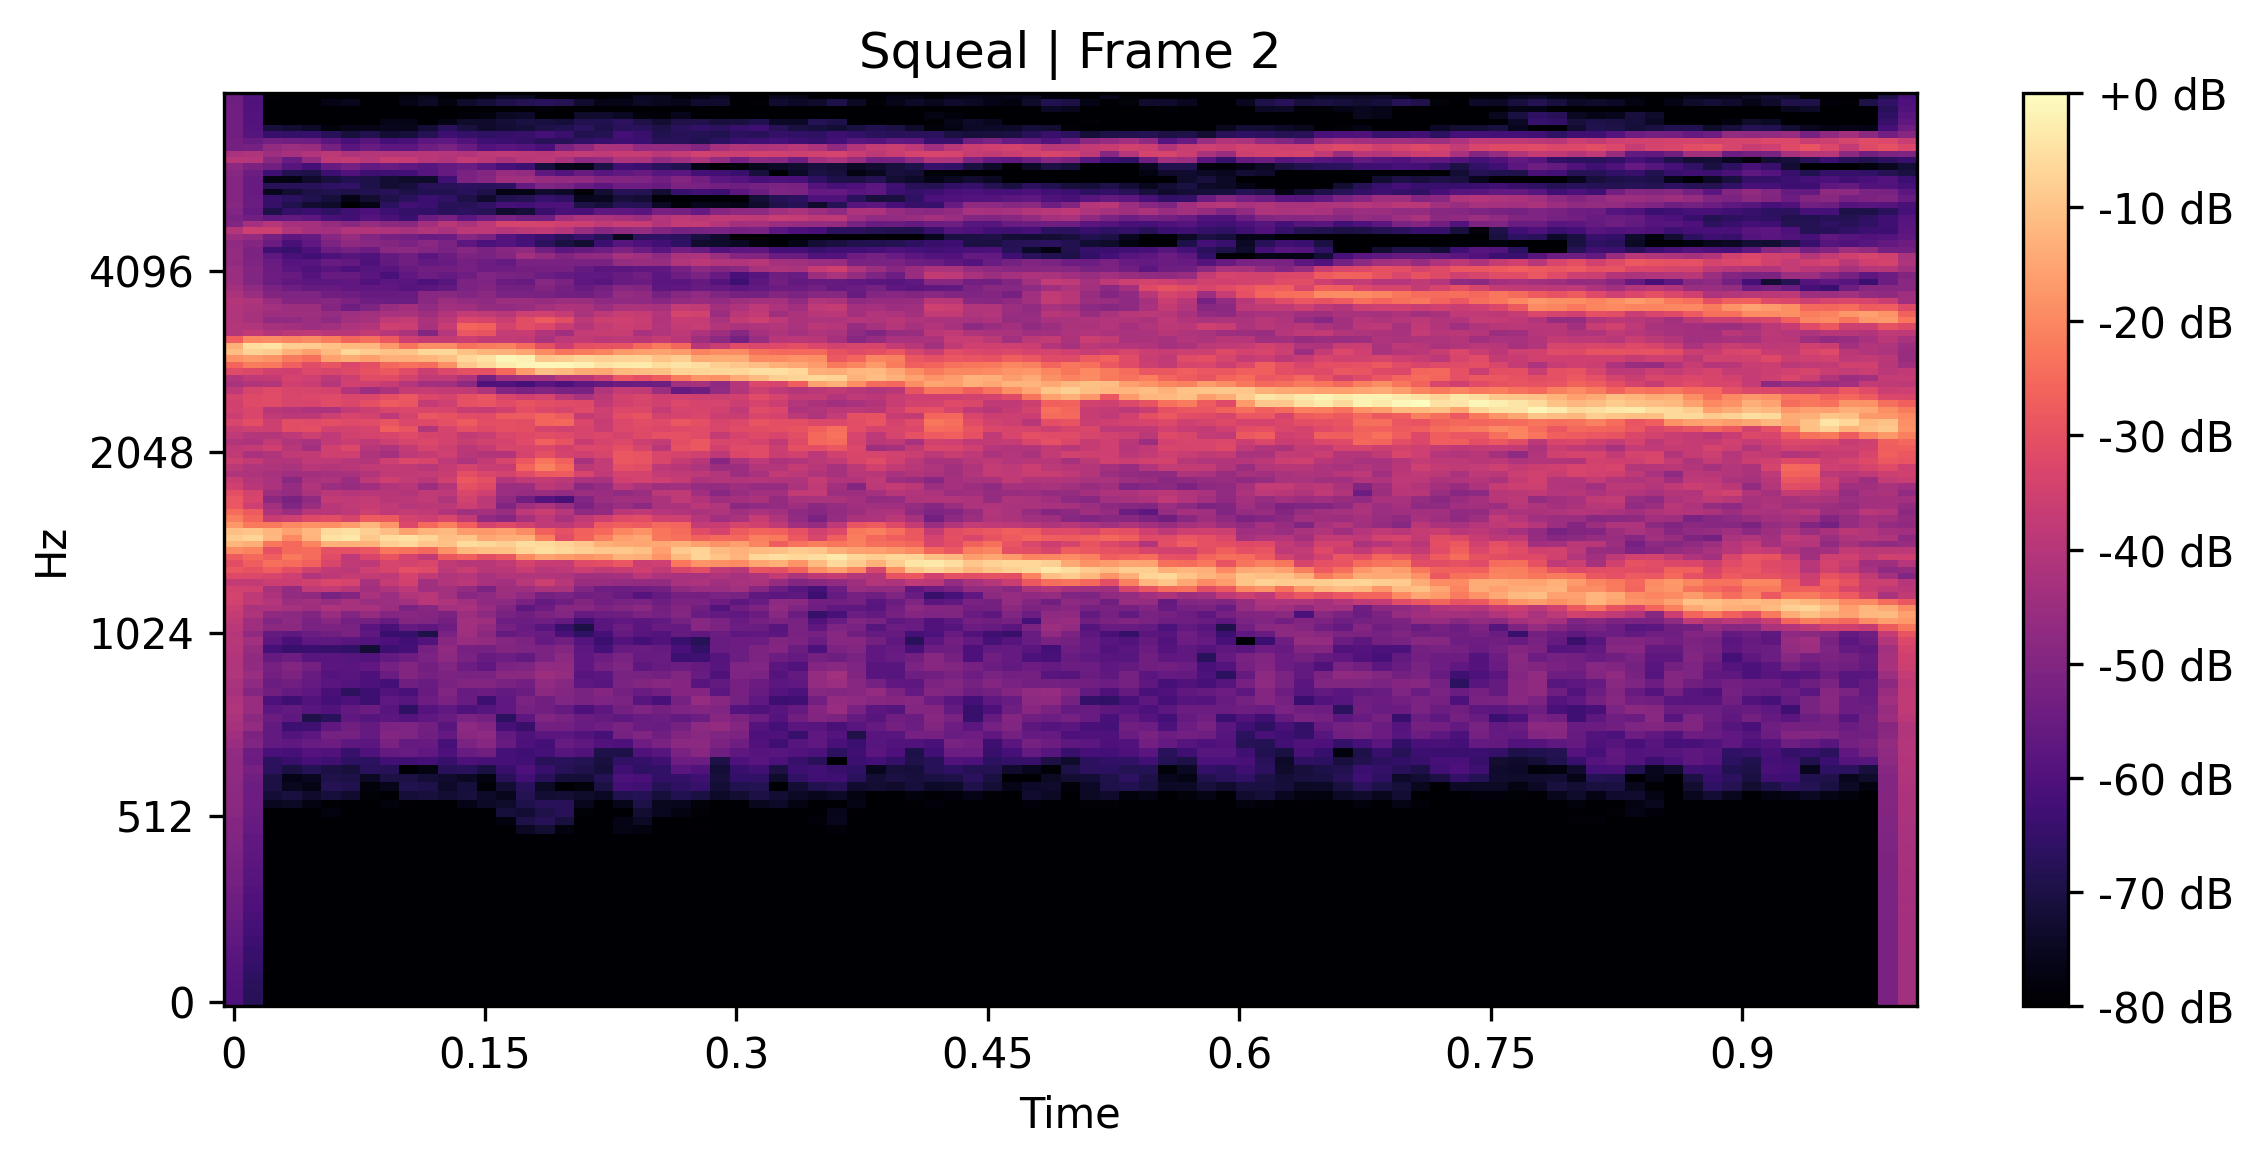 Squeal | Frame 2
Hz
4096
2048
1024
512
0
0 0.15 0.3 0.45 0.6 0.75 0.9
Time
+0 dB
-10 dB
-20 dB
-30 dB
-40 dB
-50 dB
-60 dB
-70 dB
-80 dB